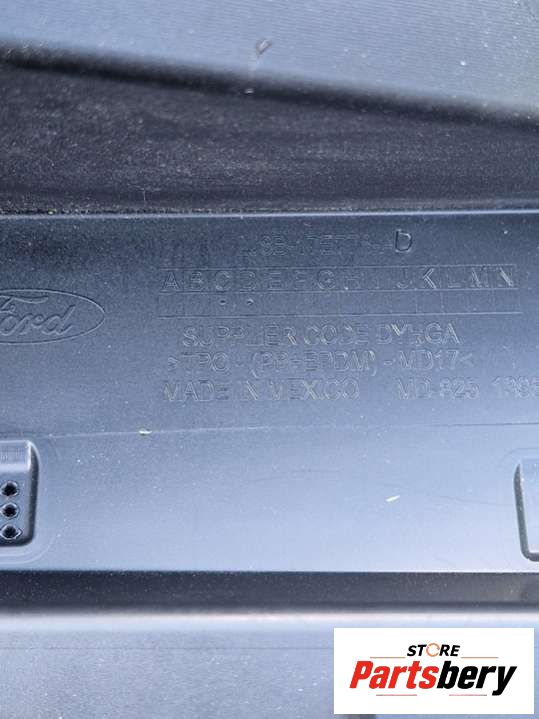 D
ABCDEFGHIJKLMN
Ford
SUPPLIER CODE
>TPO - (PP+EPDM) - MD17<
MADE IN MEXICO
STORE
Partsbery